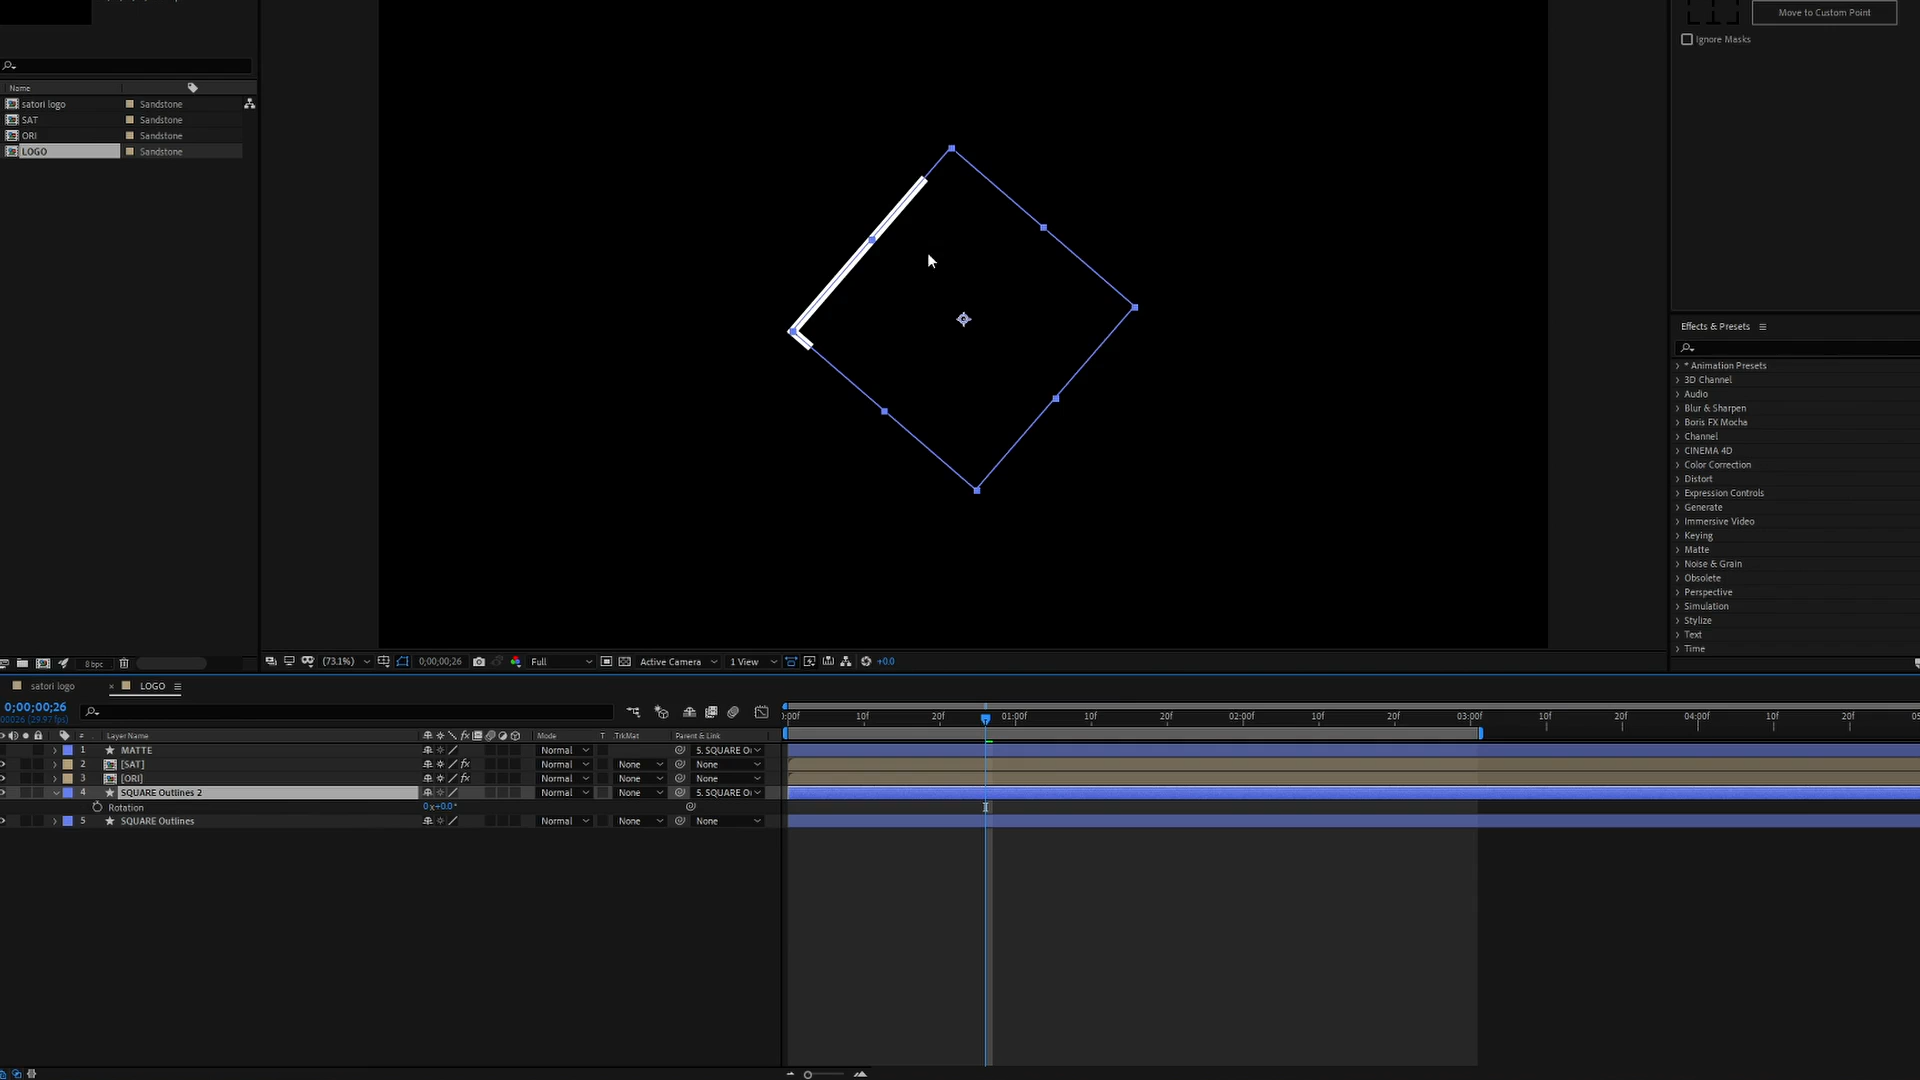 Move to Custom Point
Ignore Masks
Name
satori logo Sandstone
SAT Sandstone
ORI Sandstone
LOGO Sandstone
Effects & Presets
* Animation Presets
3D Channel
Audio
Blur & Sharpen
Boris FX Mocha
Channel
CINEMA 4D
Color Correction
Distort
Expression Controls
Generate
Immersive Video
Keying
Matte
Noise & Grain
Obsolete
Perspective
Simulation
Stylize
Text
Time
8 bpc
(73.1%) 0;00;00;26 Full Active Camera 1 View +0.0
satori logo × LOGO
0;00;00;26
00026 (29.97 fps)
:00f 10f 20f 01:00f 10f 20f 02:00f 10f 20f 03:00f 10f 20f 04:00f 10f 20f
# Layer Name Mode T TrkMat Parent & Link
1 MATTE Normal 5. SQUARE
2 [SAT] Normal None None
3 [ORI] Normal None None
4 SQUARE Outlines 2 Normal None 5. SQUARE
Rotation 0x+0.0°
5 SQUARE Outlines Normal None None